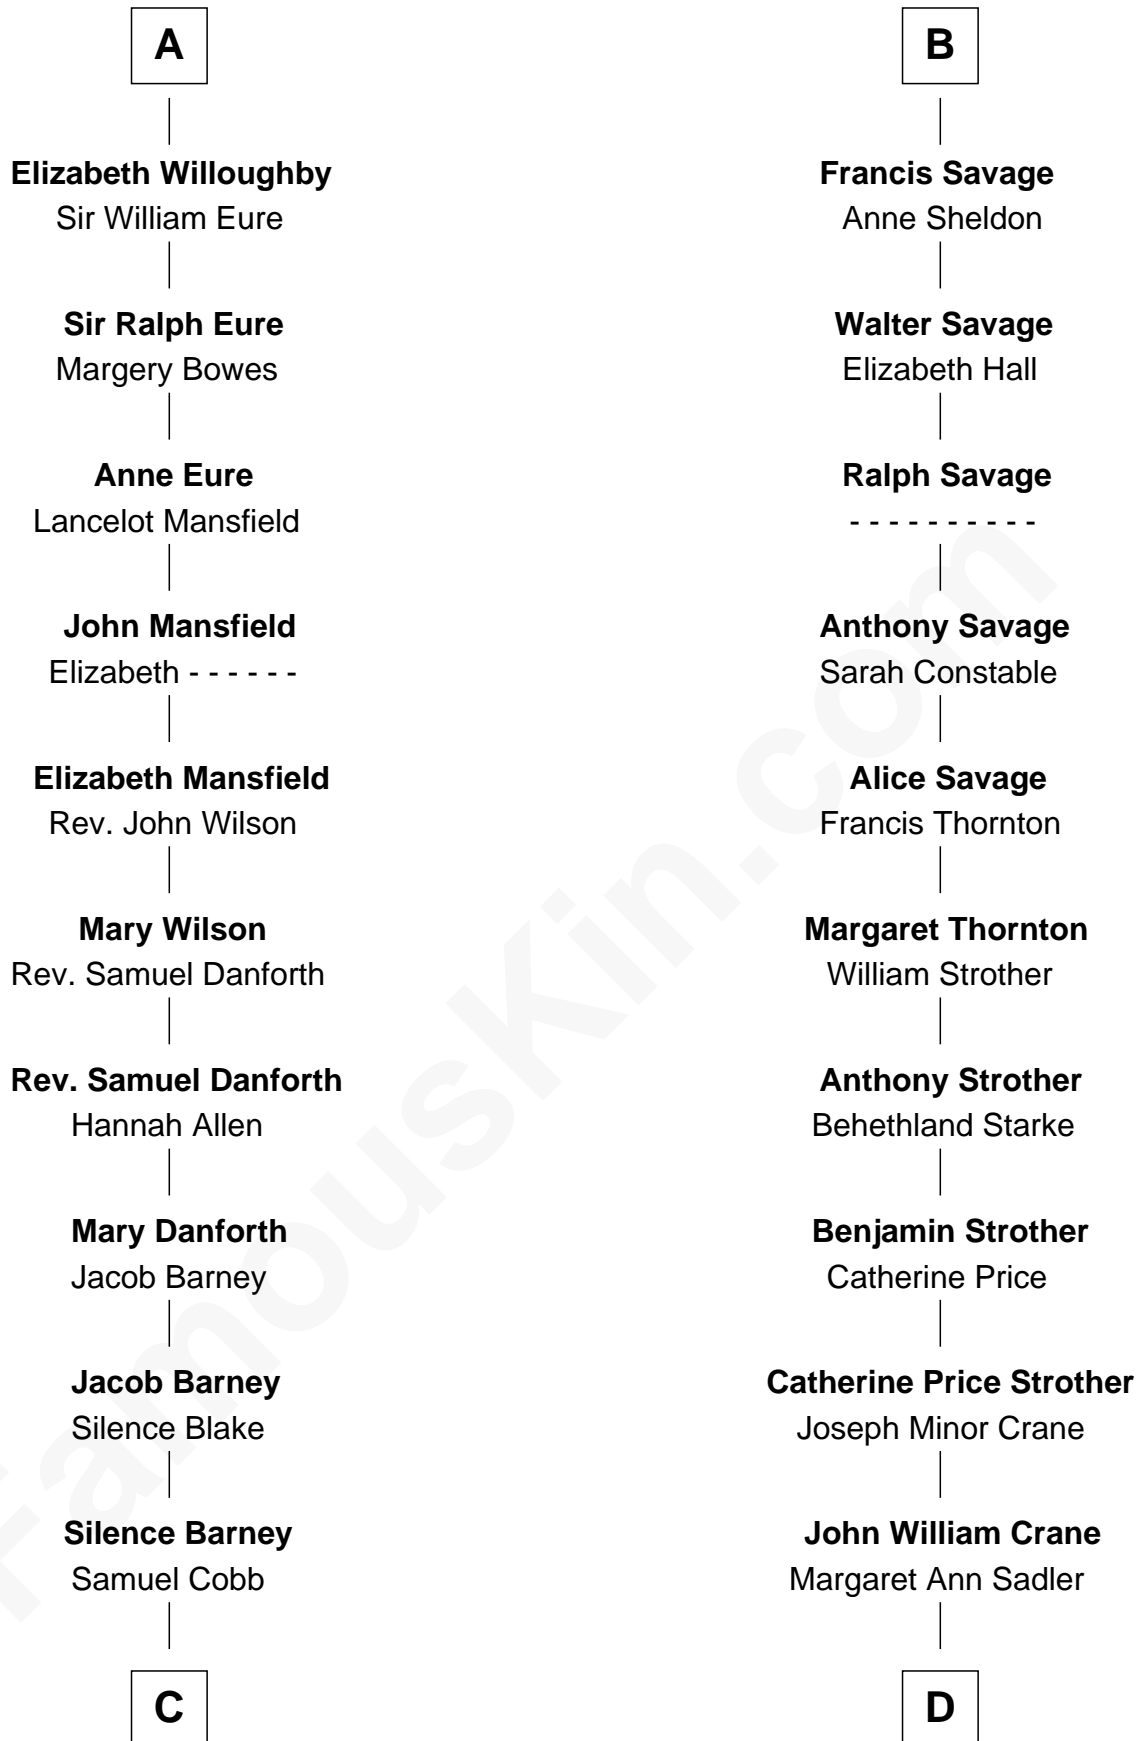 A
Elizabeth Willoughby
Sir William Eure
Sir Ralph Eure
Margery Bowes
Anne Eure
Lancelot Mansfield
John Mansfield
Elizabeth - - - - - -
Elizabeth Mansfield
Rev. John Wilson
Mary Wilson
Rev. Samuel Danforth
Rev. Samuel Danforth
Hannah Allen
Mary Danforth
Jacob Barney
Jacob Barney
Silence Blake
Silence Barney
Samuel Cobb
C
B
Francis Savage
Anne Sheldon
Walter Savage
Elizabeth Hall
Ralph Savage
- - - - - - - - - -
Anthony Savage
Sarah Constable
Alice Savage
Francis Thornton
Margaret Thornton
William Strother
Anthony Strother
Behethland Starke
Benjamin Strother
Catherine Price
Catherine Price Strother
Joseph Minor Crane
John William Crane
Margaret Ann Sadler
D
FamousKin.com